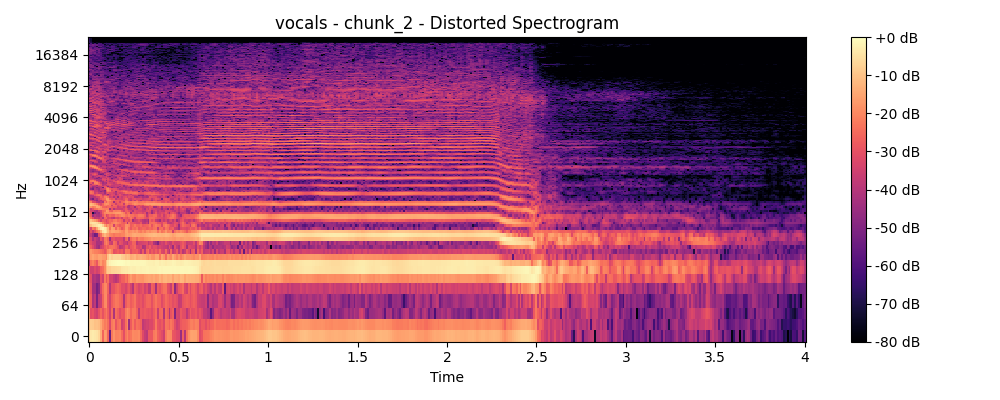 vocals - chunk_2 - Distorted Spectrogram
Hz
16384
8192
4096
2048
1024
512
256
128
64
0
0 0.5 1 1.5 2 2.5 3 3.5 4
Time
+0 dB
-10 dB
-20 dB
-30 dB
-40 dB
-50 dB
-60 dB
-70 dB
-80 dB